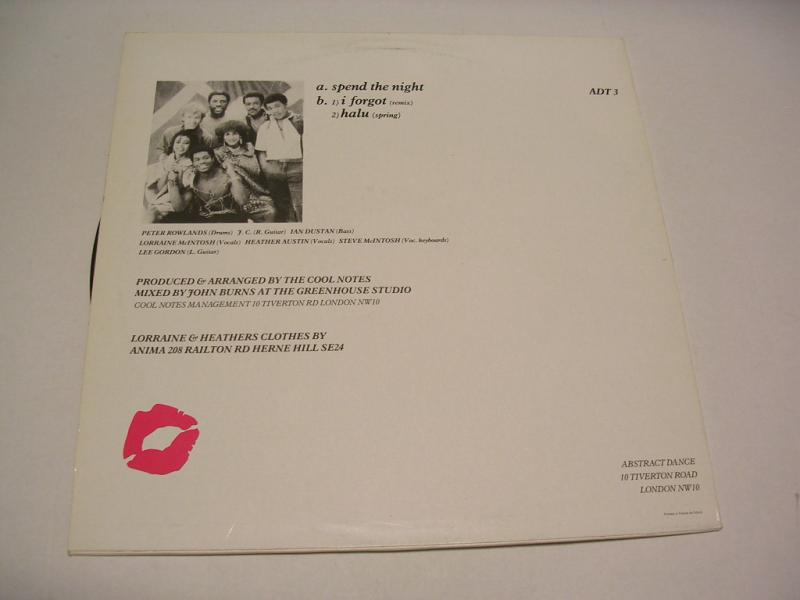 a. spend the night
b. 1) i forgot (remix)
2) halu (spring)
ADT 3
PETER ROWLANDS (Drums) J. C. (R. Guitar) IAN DUSTAN (Bass)
LORRAINE McINTOSH (Vocals) HEATHER AUSTIN (Vocals) STEVE McINTOSH (Voc. keyboards)
LEE GORDON (L. Guitar)
PRODUCED & ARRANGED BY THE COOL NOTES
MIXED BY JOHN BURNS AT THE GREENHOUSE STUDIO
COOL NOTES MANAGEMENT 10 TIVERTON RD LONDON NW10
LORRAINE & HEATHERS CLOTHES BY
ANIMA 208 RAILTON RD HERNE HILL SE24
ABSTRACT DANCE
10 TIVERTON ROAD
LONDON NW10